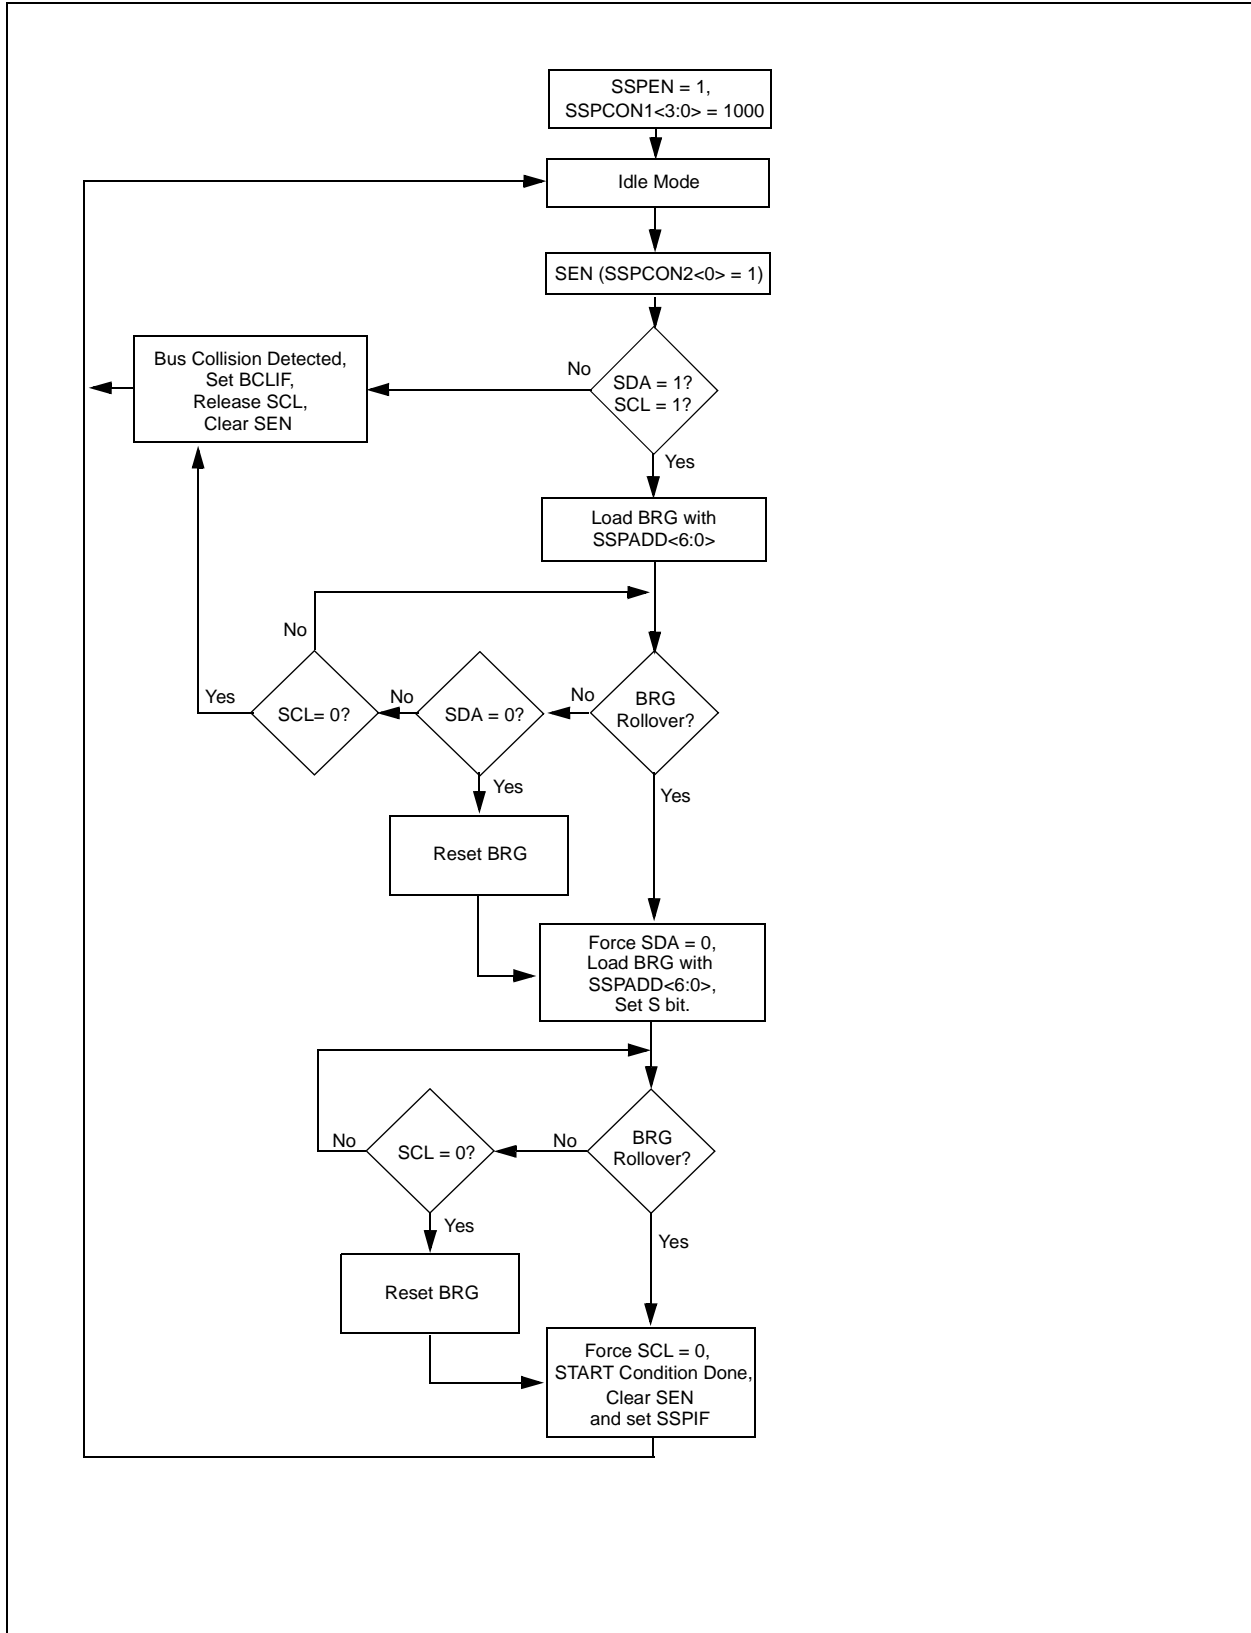 SSPEN = 1,
SSPCON1<3:0> = 1000
Idle Mode
SEN (SSPCON2<0> = 1)
Bus Collision Detected,
Set BCLIF,
Release SCL,
Clear SEN
No
SDA = 1?
SCL = 1?
Yes
Load BRG with
SSPADD<6:0>
No
Yes
SCL= 0?
No
SDA = 0?
No
BRG
Rollover?
Yes
Yes
Reset BRG
Force SDA = 0,
Load BRG with
SSPADD<6:0>,
Set S bit.
No
SCL = 0?
No
BRG
Rollover?
Yes
Yes
Reset BRG
Force SCL = 0,
START Condition Done,
Clear SEN
and set SSPIF